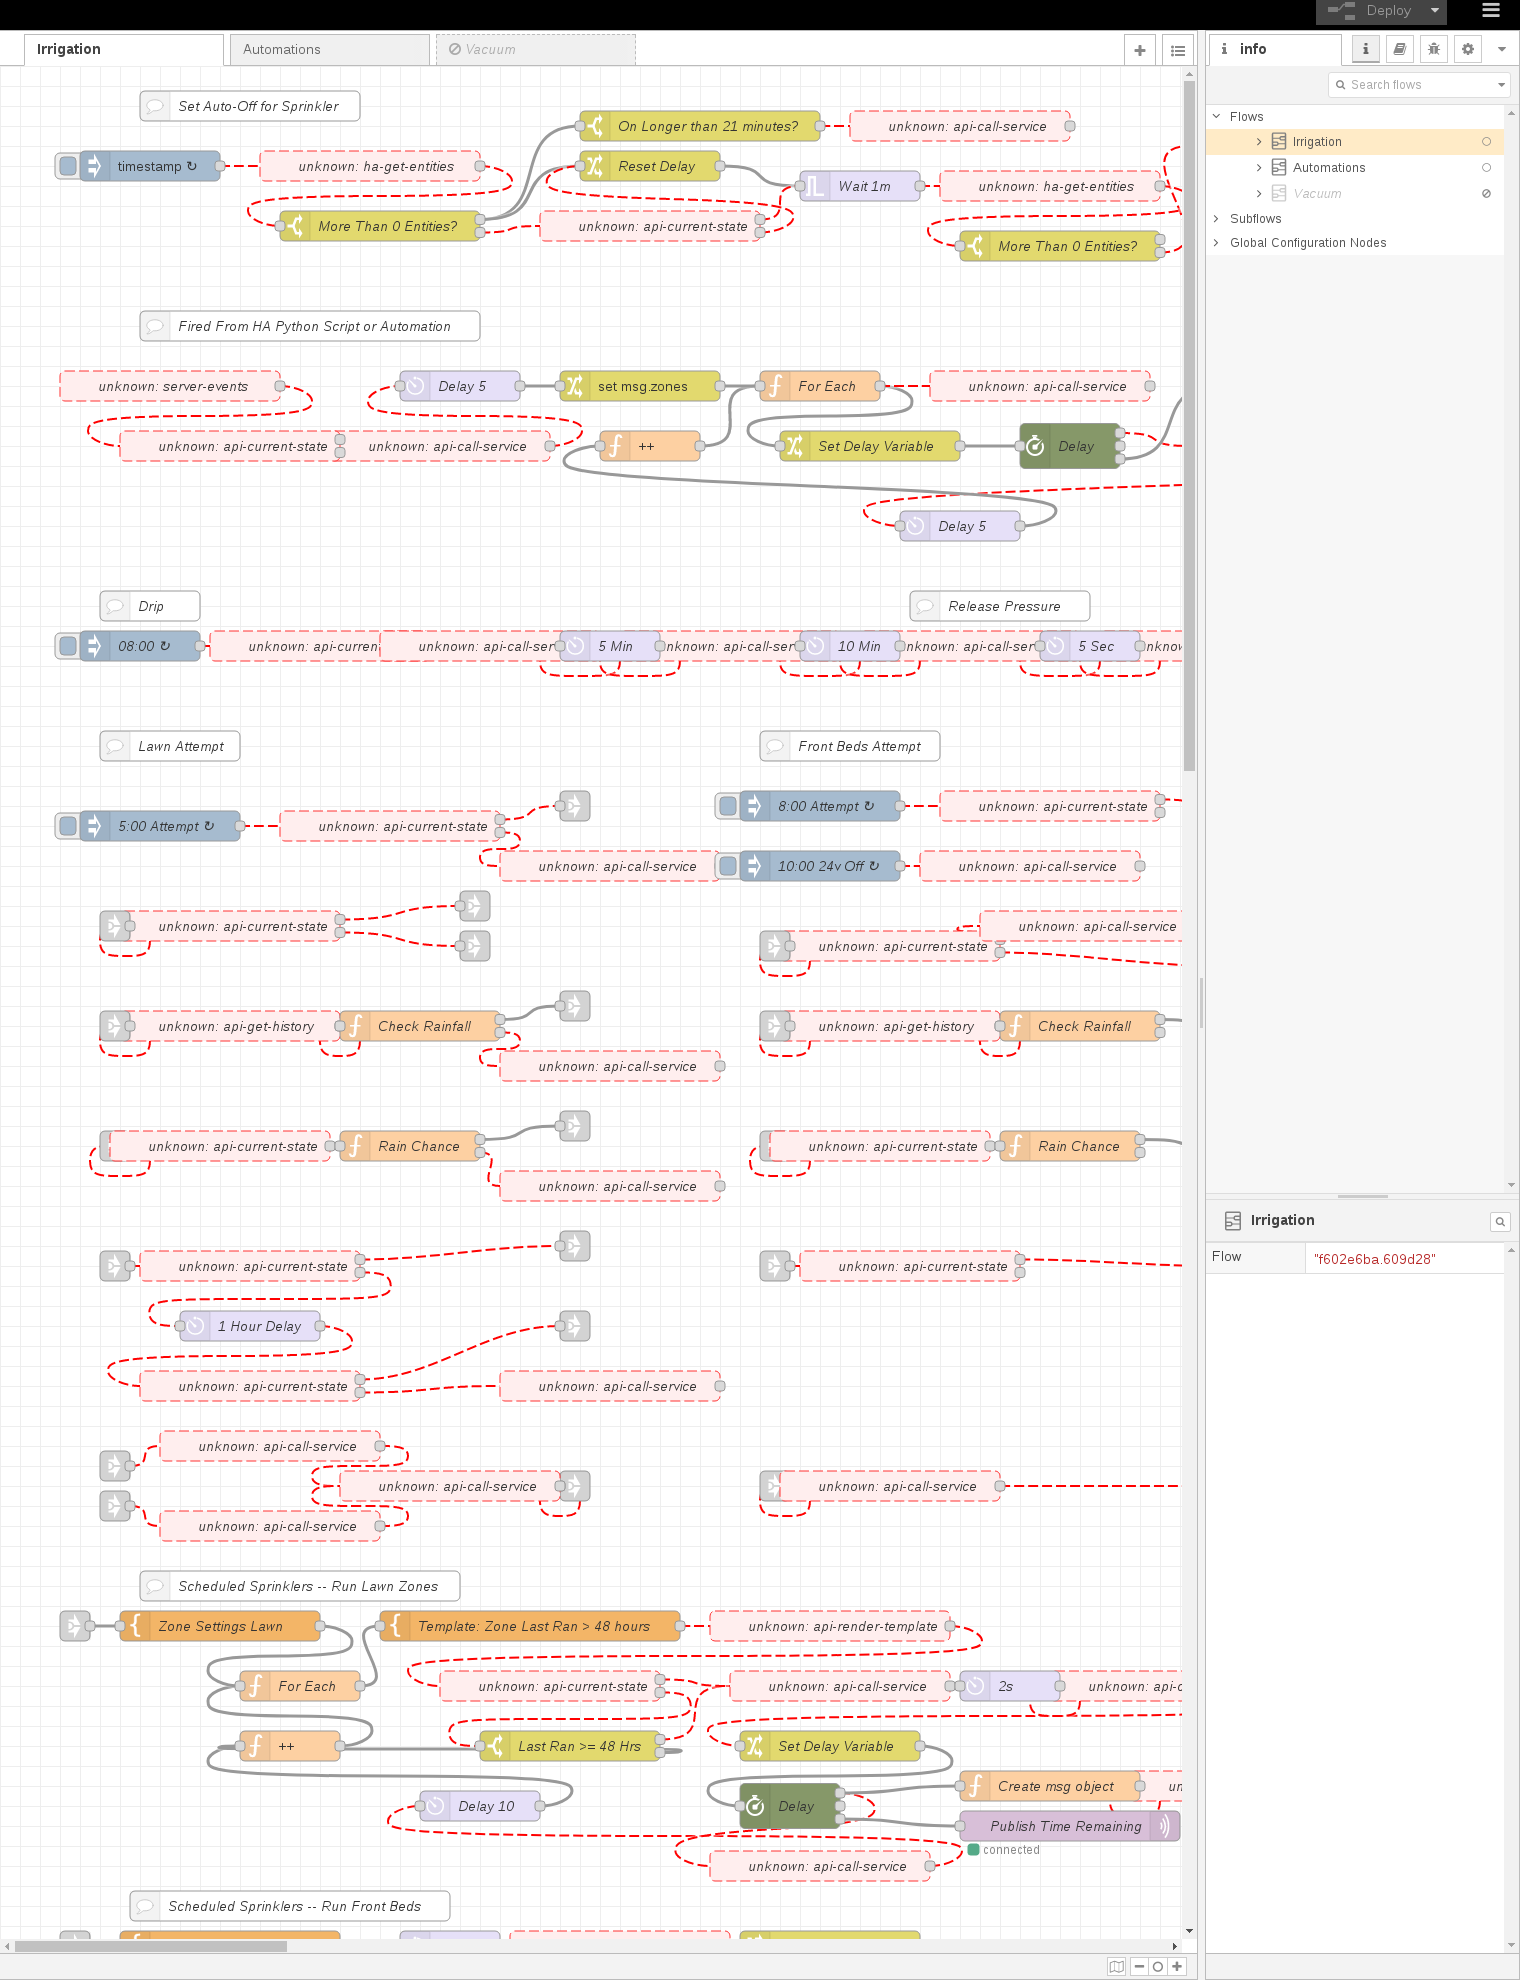 Deploy
Irrigation
Automations
Vacuum
info
Search flows
Flows
Irrigation
Automations
Vacuum
Subflows
Global Configuration Nodes
Set Auto-Off for Sprinkler
On Longer than 21 minutes?
unknown: api-call-service
timestamp ↻
unknown: ha-get-entities
Reset Delay
Wait 1m
unknown: ha-get-entities
More Than 0 Entities?
unknown: api-current-state
More Than 0 Entities?
Fired From HA Python Script or Automation
unknown: server-events
Delay 5
set msg.zones
For Each
unknown: api-call-service
unknown: api-current-state
unknown: api-call-service
++
Set Delay Variable
Delay
Delay 5
Drip
Release Pressure
08:00 ↻
unknown: api-curren
unknown: api-call-ser
5 Min
nknown: api-call-ser
10 Min
nknown: api-call-ser
5 Sec
nknow
Lawn Attempt
Front Beds Attempt
5:00 Attempt ↻
unknown: api-current-state
8:00 Attempt ↻
unknown: api-current-state
unknown: api-call-service
10:00 24v Off ↻
unknown: api-call-service
unknown: api-current-state
unknown: api-call-service
unknown: api-current-state
unknown: api-get-history
Check Rainfall
unknown: api-get-history
Check Rainfall
unknown: api-call-service
unknown: api-current-state
Rain Chance
unknown: api-current-state
Rain Chance
unknown: api-call-service
unknown: api-current-state
unknown: api-current-state
1 Hour Delay
unknown: api-current-state
unknown: api-call-service
unknown: api-call-service
unknown: api-call-service
unknown: api-call-service
unknown: api-call-service
Scheduled Sprinklers -- Run Lawn Zones
Zone Settings Lawn
Template: Zone Last Ran > 48 hours
unknown: api-render-template
For Each
unknown: api-current-state
unknown: api-call-service
2s
unknown: api-c
++
Last Ran >= 48 Hrs
Set Delay Variable
Delay 10
Delay
Create msg object
un
Publish Time Remaining
connected
unknown: api-call-service
Scheduled Sprinklers -- Run Front Beds
Irrigation
Flow
"f602e6ba.609d28"